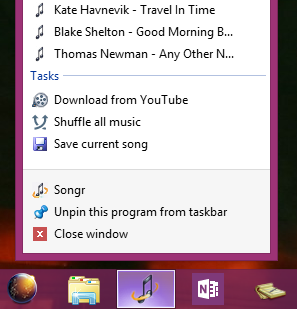 Kate Havnevik - Travel In Time
Blake Shelton - Good Morning B...
Thomas Newman - Any Other N...
Tasks
Download from YouTube
Shuffle all music
Save current song
Songr
Unpin this program from taskbar
Close window
N